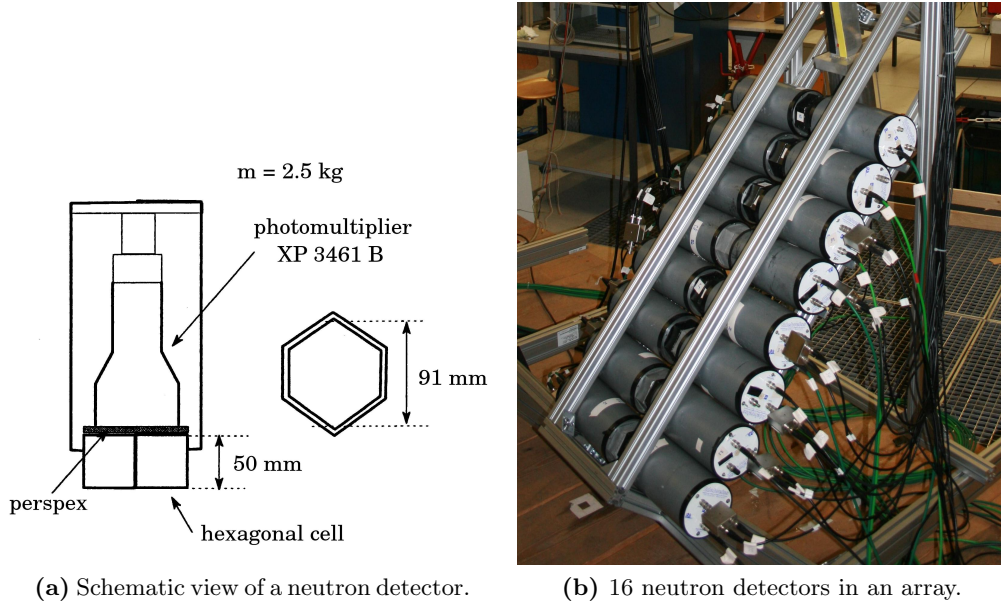 m = 2.5 kg
photomultiplier
XP 3461 B
91 mm
50 mm
perspex
hexagonal cell
(a) Schematic view of a neutron detector.
(b) 16 neutron detectors in an array.